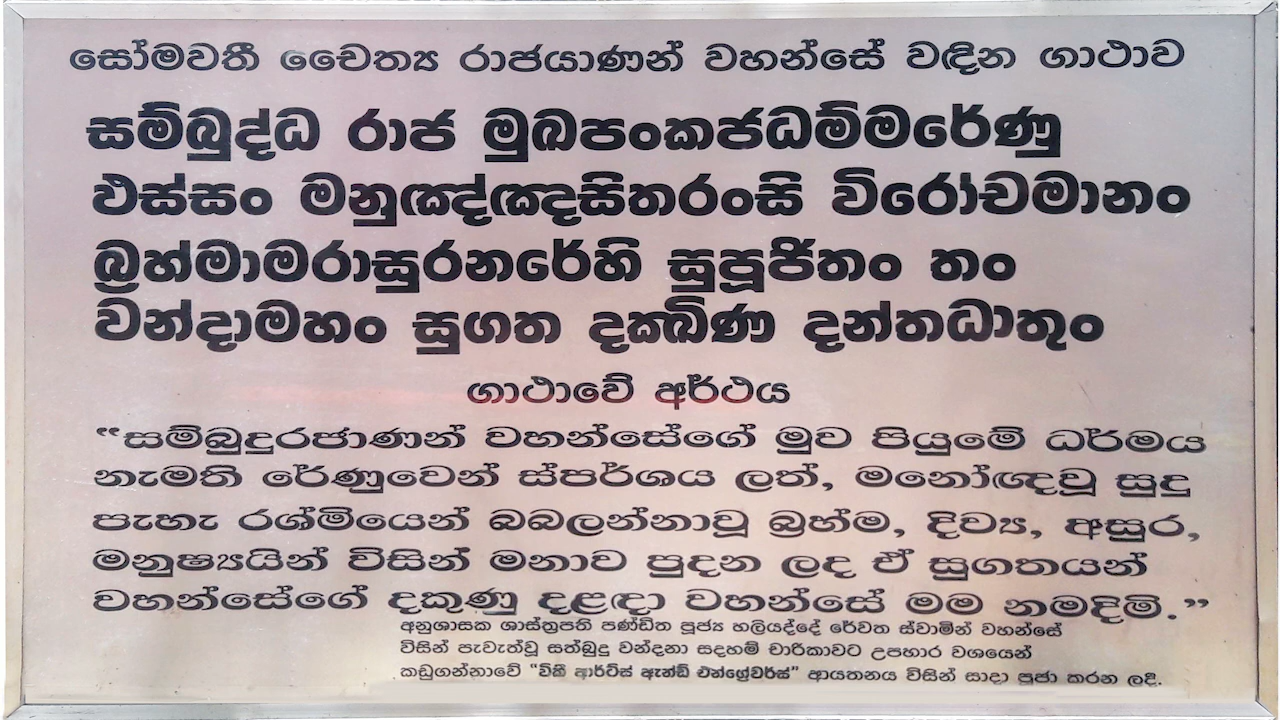 සෝමවතී චෛත්‍ය රාජයාණන් වහන්සේ වඳින ගාථාව
සම්බුද්ධ රාජ මුඛපංකජධම්මරේණු
ඵස්සං මනුඤ්ඤසිතරංසි විරෝචමානං
බ්‍රහ්මාමරාසුරනරේහි සුපූජිතං තං
වන්දාමහං සුගත දක්ඛිණ දන්තධාතුං
ගාථාවේ අර්ථය
“සම්බුදුරජාණන් වහන්සේගේ මුව පියුමේ ධර්මය
නැමති රේණුවෙන් ස්පර්ශය ලත්, මනෝඥවූ සුදු
පැහැ රශ්මියෙන් බබලන්නාවූ බ්‍රහ්ම, දිව්‍ය, අසුර,
මනුෂ්‍යයින් විසින් මනාව පුදන ලද ඒ සුගතයන්
වහන්සේගේ දකුණු දළඳා වහන්සේ මම නමදිමි.”
අනුශාසක ශාස්ත්‍රපති පණ්ඩිත පූජ්‍ය හලියද්දේ රේවත ස්වාමින් වහන්සේ
විසින් පැවැත්වූ සත්බුදු වන්දනා සදහම් චාරිකාවට උපහාර වශයෙන්
කඩුගන්නාවේ “විකී ආර්ට්ස් ඇන්ඩ් එන්ග්‍රේවර්ස්” ආයතනය විසින් සාදා පූජා කරන ලදී.